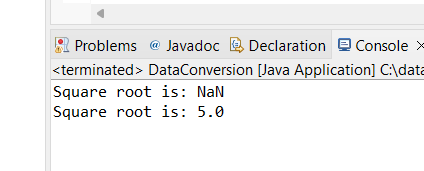 Problems @ Javadoc Declaration Console
<terminated> DataConversion [Java Application] C:\data
Square root is: NaN
Square root is: 5.0